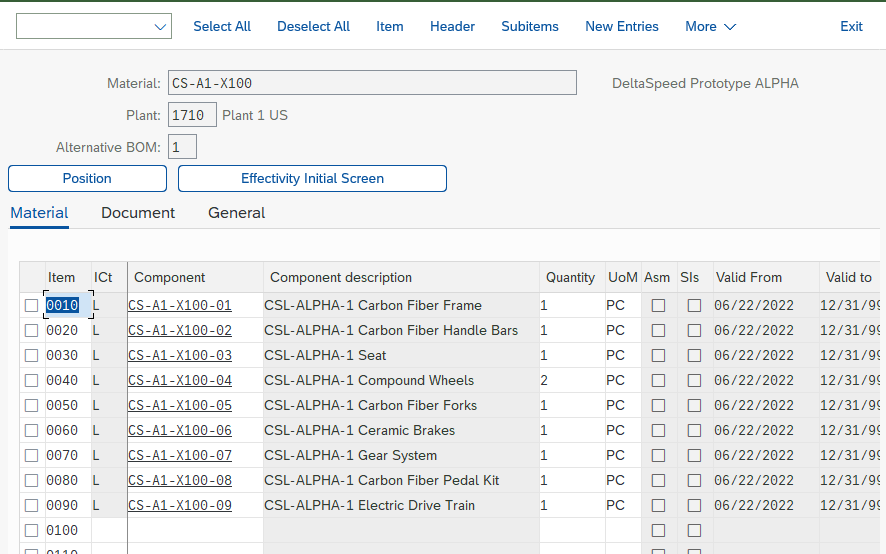 Select All Deselect All Item Header Subitems New Entries More Exit
Material: CS-A1-X100 DeltaSpeed Prototype ALPHA
Plant: 1710 Plant 1 US
Alternative BOM: 1
Position Effectivity Initial Screen
Material Document General
Item ICt Component Component description Quantity UoM Asm SIs Valid From Valid to
0010 L CS-A1-X100-01 CSL-ALPHA-1 Carbon Fiber Frame 1 PC 06/22/2022 12/31/99
0020 L CS-A1-X100-02 CSL-ALPHA-1 Carbon Fiber Handle Bars 1 PC 06/22/2022 12/31/99
0030 L CS-A1-X100-03 CSL-ALPHA-1 Seat 1 PC 06/22/2022 12/31/99
0040 L CS-A1-X100-04 CSL-ALPHA-1 Compound Wheels 2 PC 06/22/2022 12/31/99
0050 L CS-A1-X100-05 CSL-ALPHA-1 Carbon Fiber Forks 1 PC 06/22/2022 12/31/99
0060 L CS-A1-X100-06 CSL-ALPHA-1 Ceramic Brakes 1 PC 06/22/2022 12/31/99
0070 L CS-A1-X100-07 CSL-ALPHA-1 Gear System 1 PC 06/22/2022 12/31/99
0080 L CS-A1-X100-08 CSL-ALPHA-1 Carbon Fiber Pedal Kit 1 PC 06/22/2022 12/31/99
0090 L CS-A1-X100-09 CSL-ALPHA-1 Electric Drive Train 1 PC 06/22/2022 12/31/99
0100